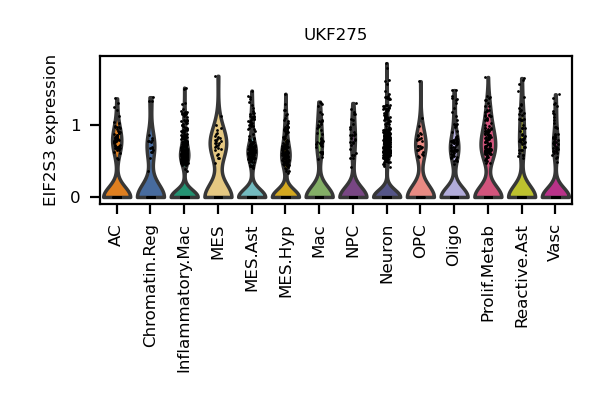 UKF275
EIF2S3 expression
1
0
AC
Chromatin.Reg
Inflammatory.Mac
MES
MES.Ast
MES.Hyp
Mac
NPC
Neuron
OPC
Oligo
Prolif.Metab
Reactive.Ast
Vasc